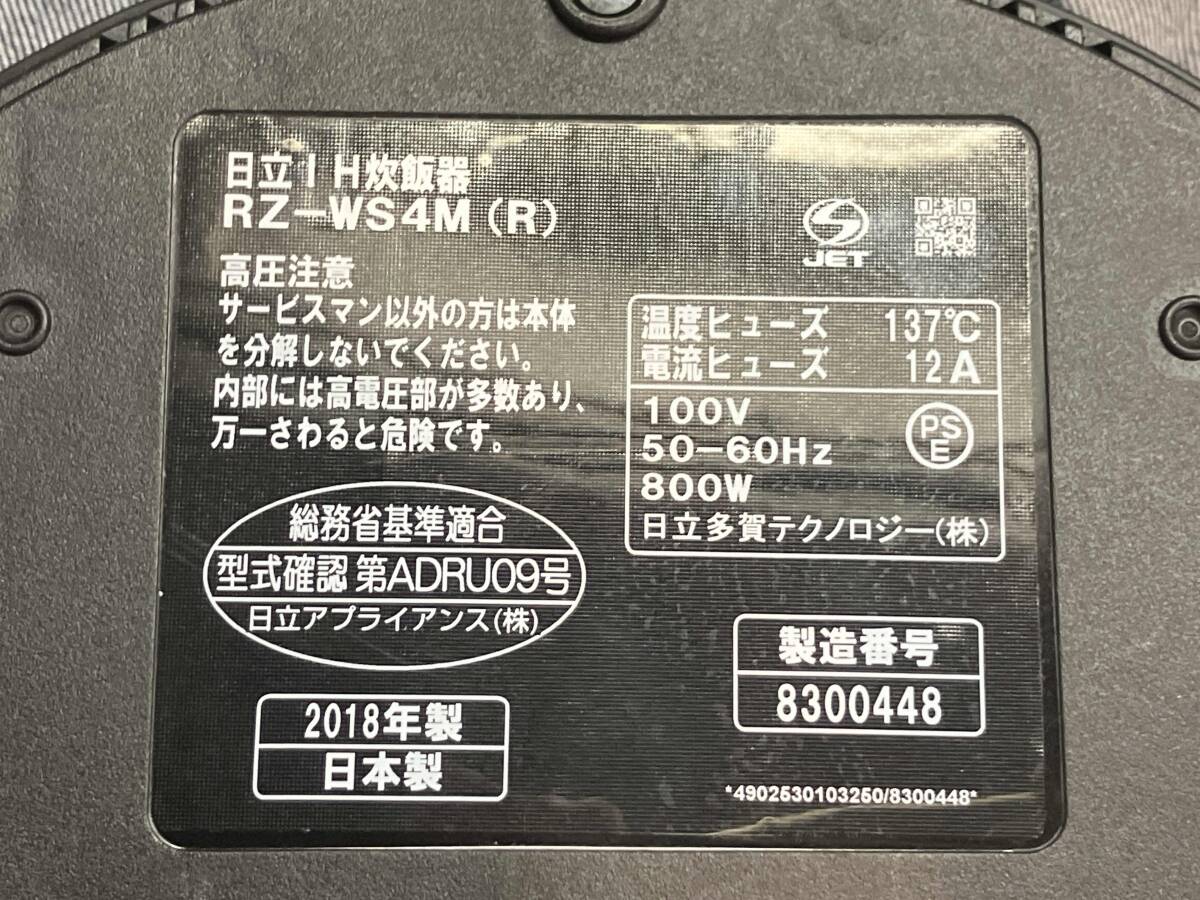 日立IH炊飯器
RZ-WS4M(R)
高圧注意
サービスマン以外の方は本体
を分解しないでください。
内部には高電圧部が多数あり、
万一さわると危険です。
JET
温度ヒューズ 137℃
電流ヒューズ 12A
100V
50-60Hz
800W
PS
E
日立多賀テクノロジー(株)
総務省基準適合
型式確認 第ADRU09号
日立アプライアンス(株)
製造番号
8300448
2018年製
日本製
*4902530103250/8300448*